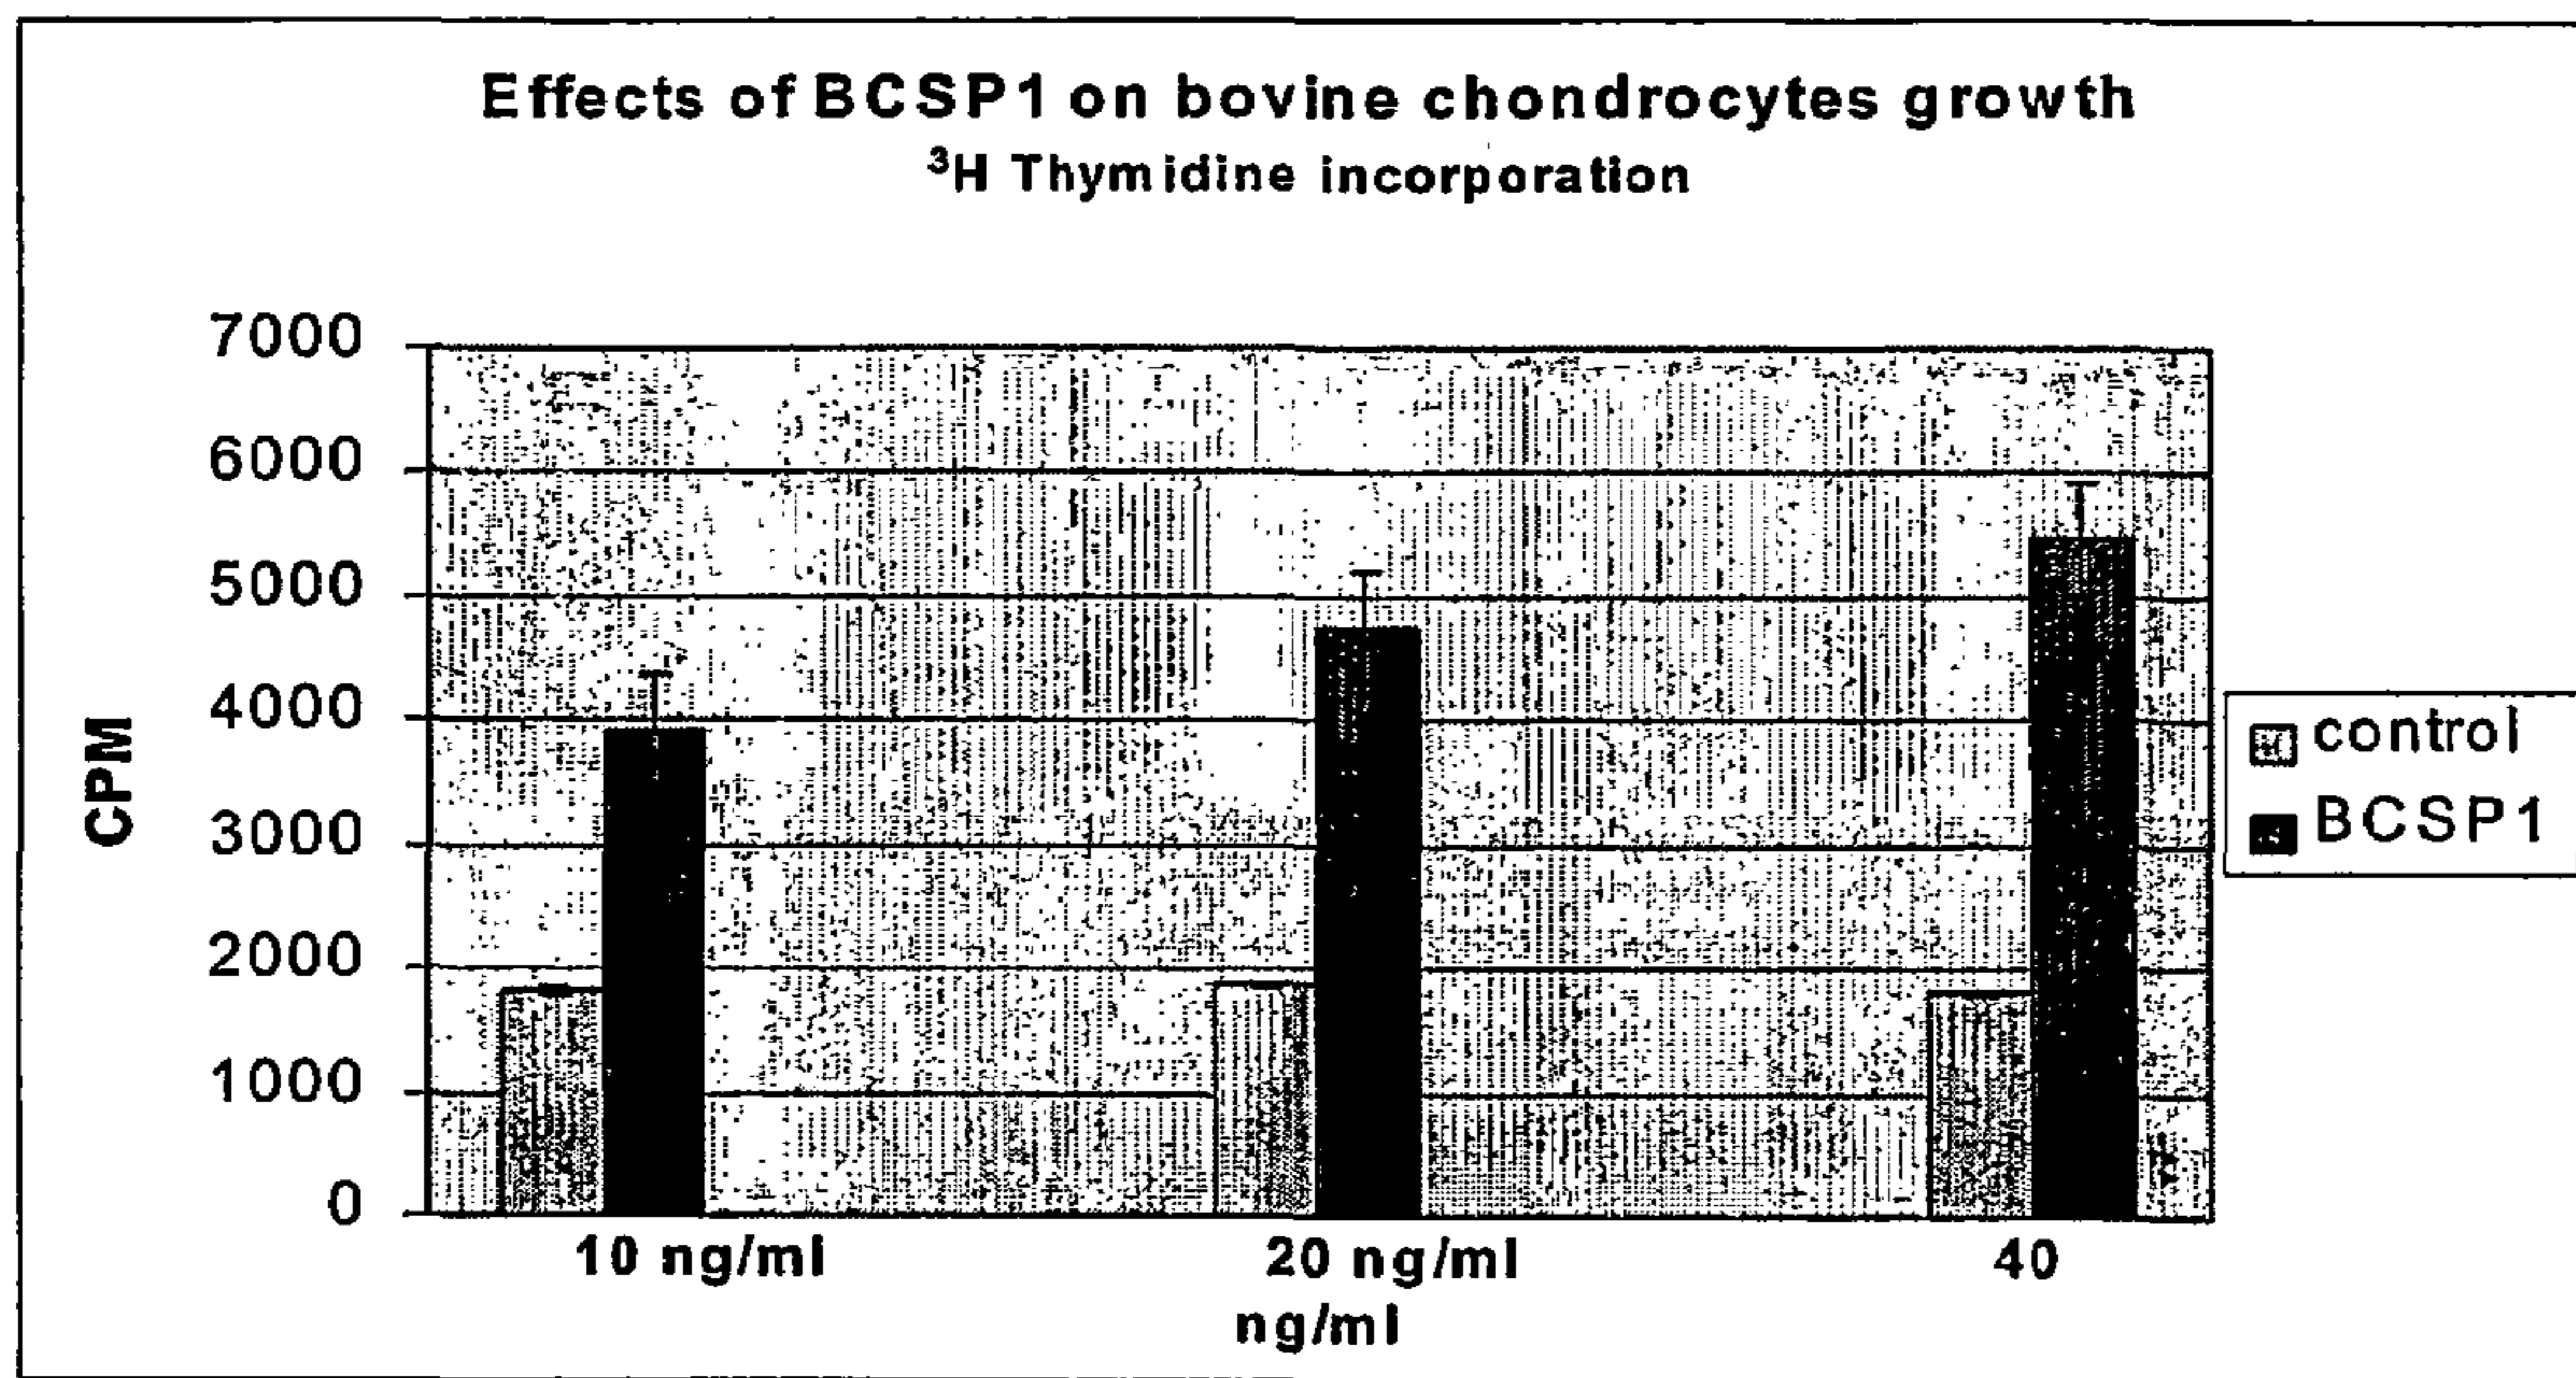 Effects of BCSP1 on bovine chondrocytes growth
³H Thymidine incorporation
7000
6000
5000
4000
3000
2000
1000
0
CPM
control
BCSP1
10 ng/ml 20 ng/ml 40
ng/ml